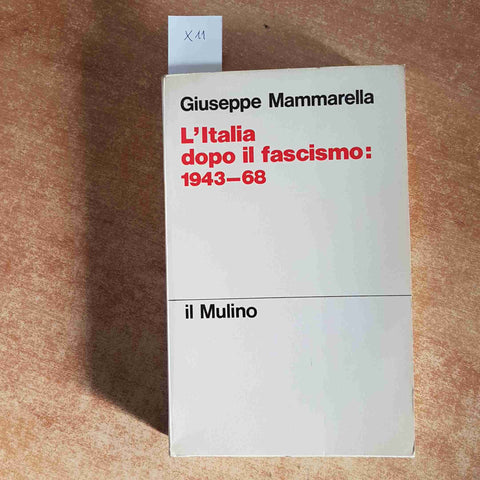 X11
Giuseppe Mammarella
L'Italia
dopo il fascismo:
1943–68
il Mulino